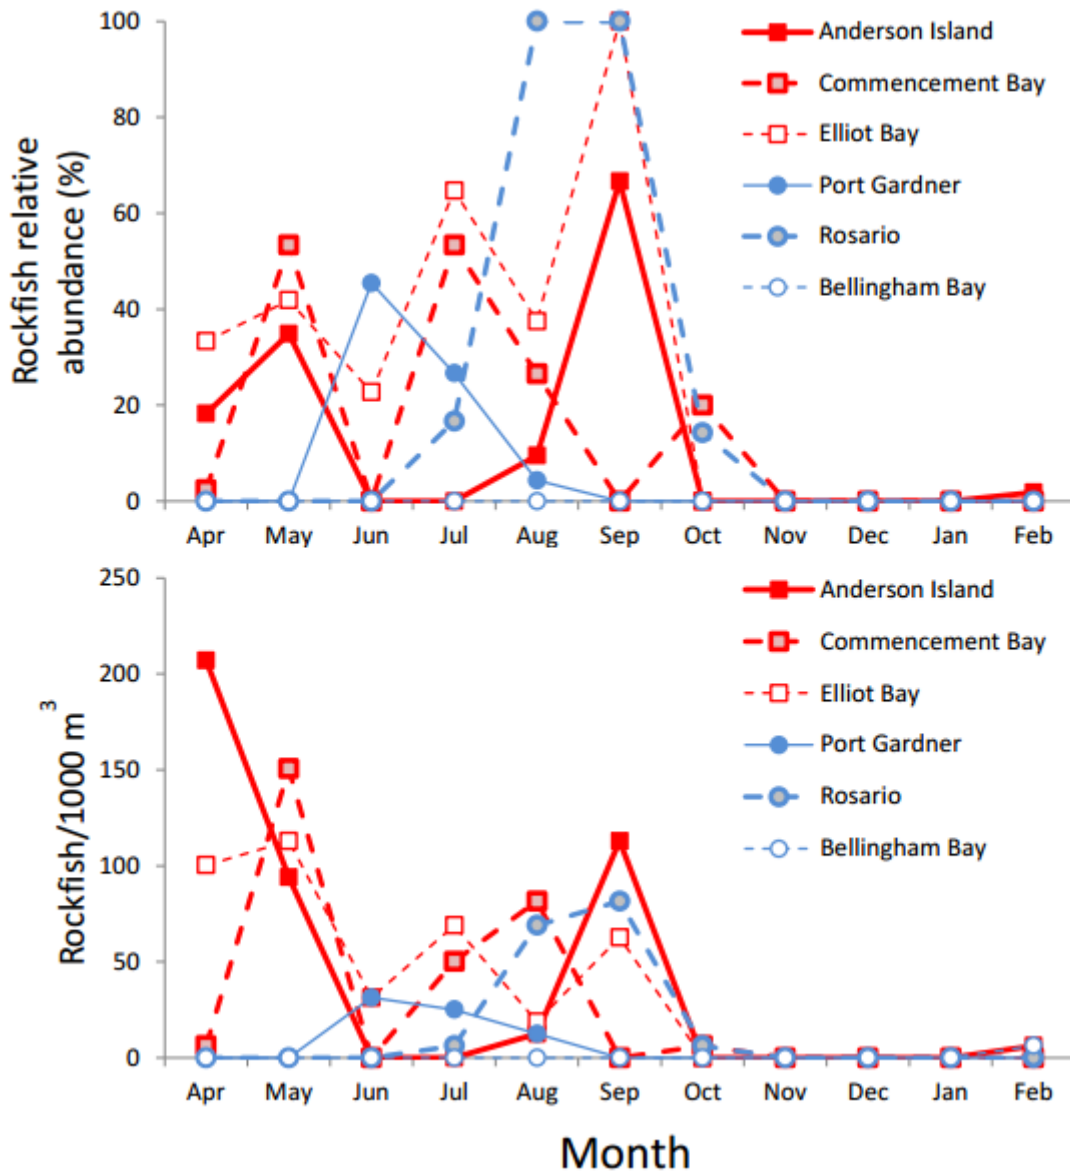 Rockfish relative
abundance (%)
100
80
60
40
20
0
Apr May Jun Jul Aug Sep Oct Nov Dec Jan Feb
Anderson Island
Commencement Bay
Elliot Bay
Port Gardner
Rosario
Bellingham Bay
Rockfish/1000 m³
250
200
150
100
50
0
Apr May Jun Jul Aug Sep Oct Nov Dec Jan Feb
Anderson Island
Commencement Bay
Elliot Bay
Port Gardner
Rosario
Bellingham Bay
Month